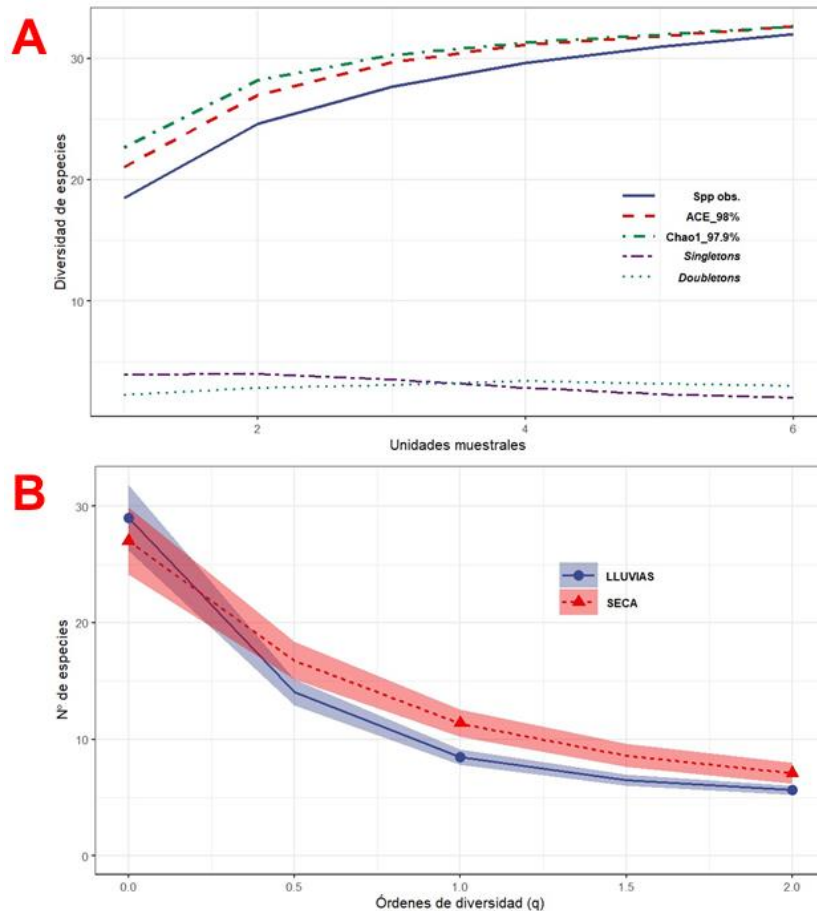 A
Diversidad de especies
30
20
10
Spp obs.
ACE_98%
Chao1_97.9%
Singletons
Doubletons
2
4
6
Unidades muestrales
B
Nº de especies
30
20
10
0
LLUVIAS
SECA
0.0
0.5
1.0
1.5
2.0
Órdenes de diversidad (q)